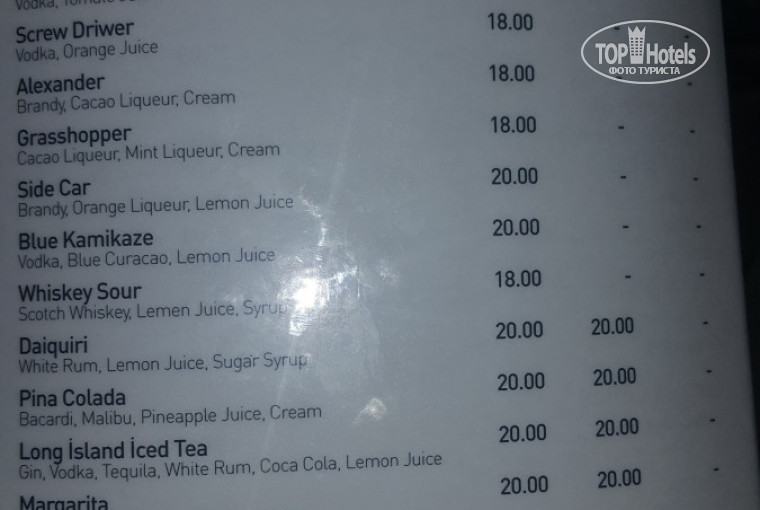 Vodka, Tomato
Screw Driwer 18.00 -
Vodka, Orange Juice
Alexander 18.00 - -
Brandy, Cacao Liqueur, Cream
Grasshopper 18.00 - -
Cacao Liqueur, Mint Liqueur, Cream
Side Car 20.00 - -
Brandy, Orange Liqueur, Lemon Juice
Blue Kamikaze 20.00 - -
Vodka, Blue Curacao, Lemon Juice
Whiskey Sour 18.00 - -
Scotch Whiskey, Lemen Juice, Syrup
Daiquiri 20.00 20.00 -
White Rum, Lemon Juice, Sugar Syrup
Pina Colada 20.00 20.00 -
Bacardi, Malibu, Pineapple Juice, Cream
Long İsland İced Tea 20.00 20.00 -
Gin, Vodka, Tequila, White Rum, Coca Cola, Lemon Juice
Margarita 20.00 20.00 -
TOP Hotels
ФОТО ТУРИСТА